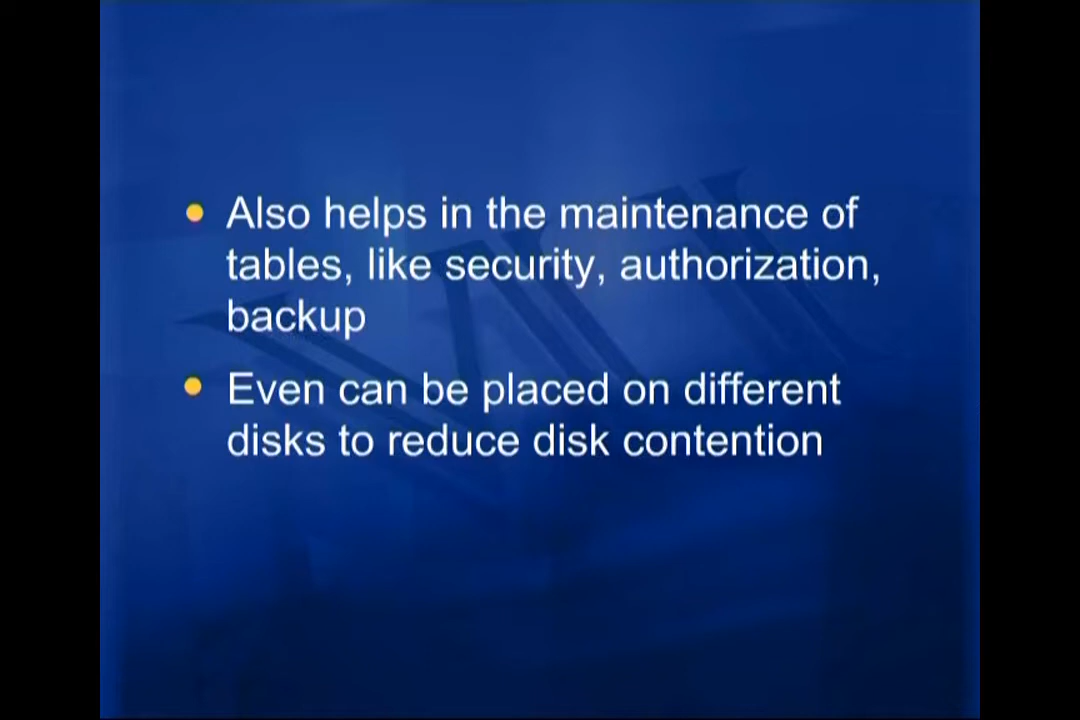 Also helps in the maintenance of
tables, like security, authorization,
backup
Even can be placed on different
disks to reduce disk contention